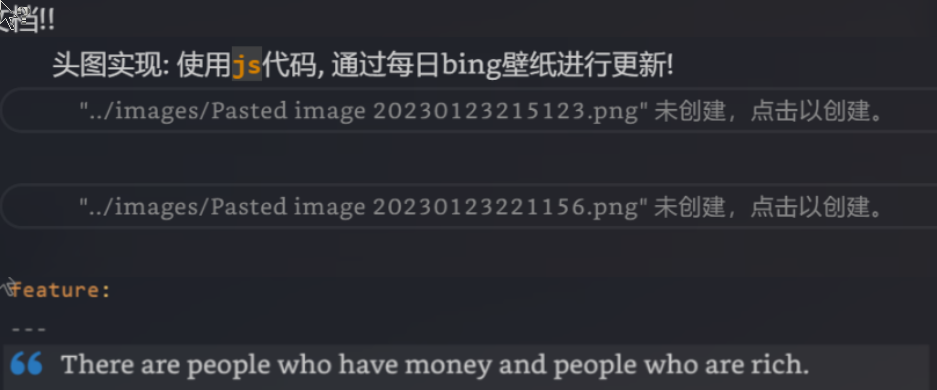 文档!!
头图实现: 使用js代码, 通过每日bing壁纸进行更新!
"../images/Pasted image 20230123215123.png" 未创建，点击以创建。
"../images/Pasted image 20230123221156.png" 未创建，点击以创建。
feature:
---
There are people who have money and people who are rich.